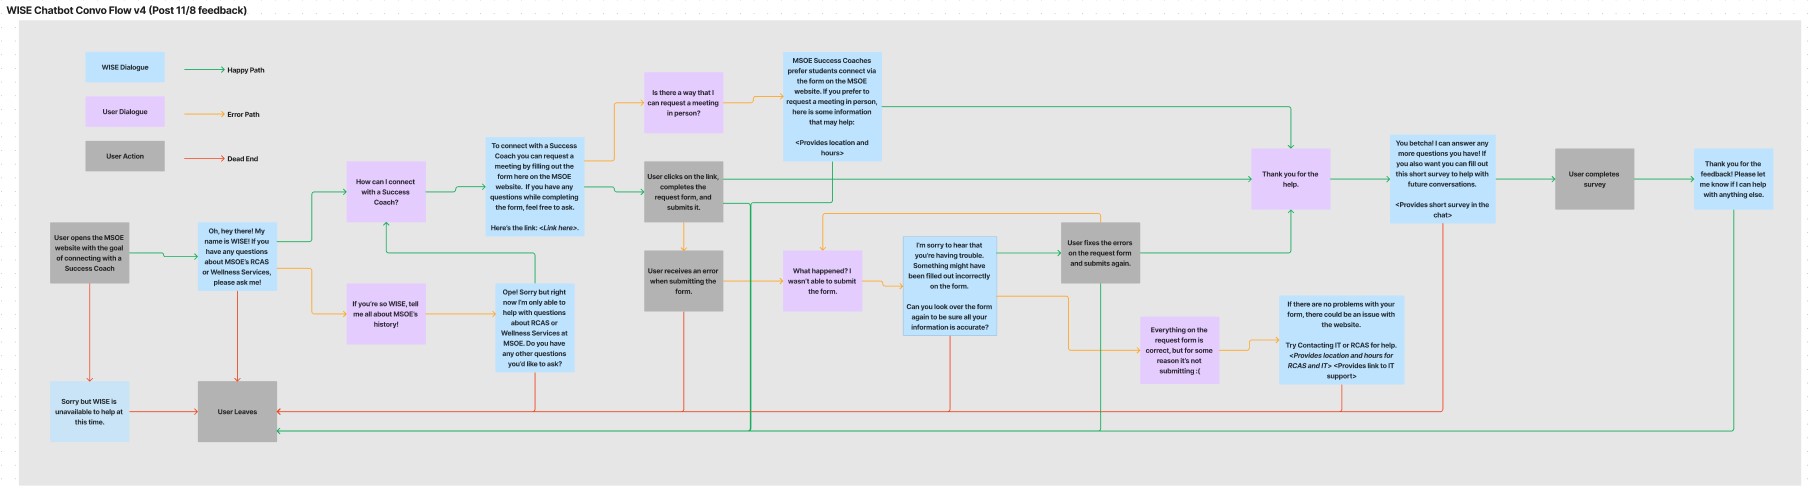 WISE Chatbot Convo Flow v4 (Post 11/8 feedback)
WISE Dialogue
Happy Path
User Dialogue
Error Path
User Action
Dead End
User opens the MSOE
website with the goal
of connecting with a
Success Coach
Sorry but WISE is
unavailable to help at
this time.
Oh, hey there! My
name is WISE! If you
have any questions
about MSOE's RCAS
or Wellness Services,
please ask me!
User Leaves
How can I connect
with a Success
Coach?
If you're so WISE, tell
me all about MSOE's
history!
To connect with a Success
Coach you can request a
meeting by filling out the
form here on the MSOE
website. If you have any
questions while completing
the form, feel free to ask.
Here's the link: <Link here>.
Ope! Sorry but right
now I'm only able to
help with questions
about RCAS or
Wellness Services at
MSOE. Do you have
any other questions
you'd like to ask?
Is there a way that I
can request a meeting
in person?
User clicks on the link,
completes the
request form, and
submits it.
User receives an error
when submitting the
form.
MSOE Success Coaches
prefer students connect via
the form on the MSOE
website. If you prefer to
request a meeting in person,
here is some information
that may help:
<Provides location and
hours>
What happened? I
wasn't able to submit
the form.
I'm sorry to hear that
you're having trouble.
Something might have
been filled out incorrectly
on the form.
Can you look over the form
again to be sure all your
information is accurate?
User fixes the errors
on the request form
and submits again.
Everything on the
request form is
correct, but for some
reason it's not
submitting :(
Thank you for the
help.
If there are no problems with your
form, there could be an issue with
the website.
Try Contacting IT or RCAS for help.
<Provides location and hours for
RCAS and IT> <Provides link to IT
support>
You betcha! I can answer any
more questions you have! If
you also want you can fill out
this short survey to help with
future conversations.
<Provides short survey in the
chat>
User completes
survey
Thank you for the
feedback! Please let
me know if I can help
with anything else.